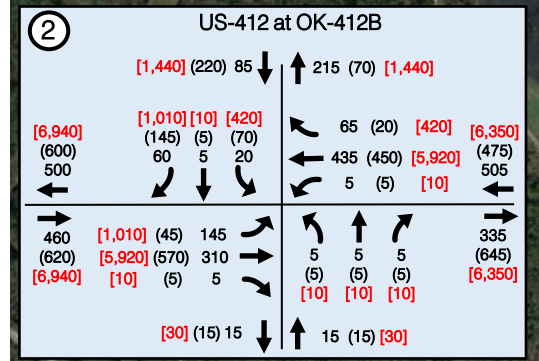 2
US-412 at OK-412B
[1,440] (220) 85
215 (70) [1,440]
[1,010] [10] [420]
(145) (5) (70)
60 5 20
65 (20) [420]
435 (450) [5,920]
5 (5) [10]
[6,940]
(600)
500
[6,350]
(475)
505
460
(620)
[6,940]
[1,010] (45) 145
[5,920] (570) 310
[10] (5) 5
5 5 5
(5) (5) (5)
[10] [10] [10]
335
(645)
[6,350]
[30] (15) 15
15 (15) [30]